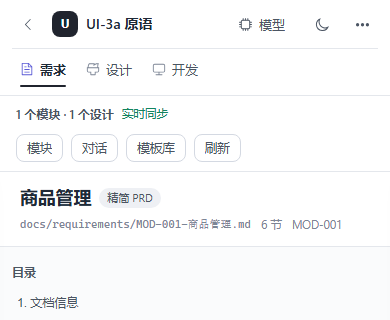 U UI-3a 原语 模型
需求 设计 开发
1 个模块 · 1 个设计 实时同步
模块 对话 模板库 刷新
商品管理 精简 PRD
docs/requirements/MOD-001-商品管理.md 6 节 MOD-001
目录
1. 文档信息